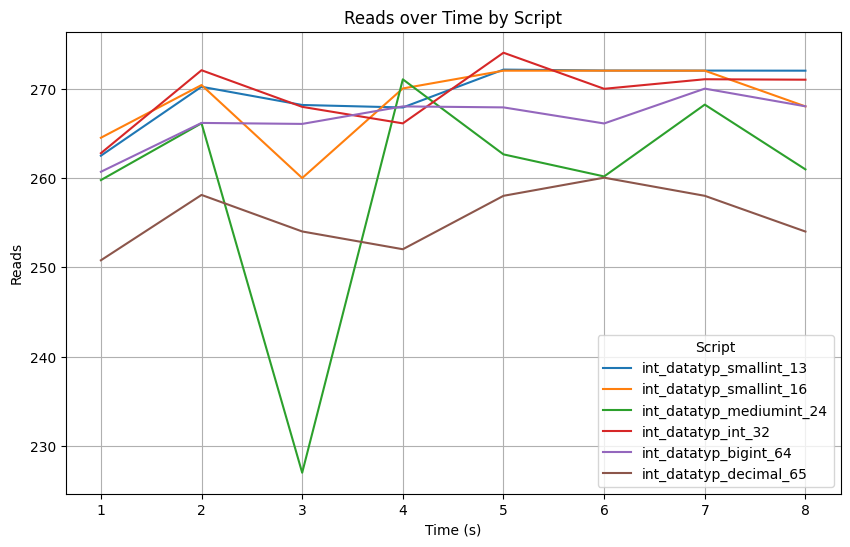 Reads over Time by Script
Reads
270
260
250
240
230
1 2 3 4 5 6 7 8
Time (s)
Script
int_datatyp_smallint_13
int_datatyp_smallint_16
int_datatyp_mediumint_24
int_datatyp_int_32
int_datatyp_bigint_64
int_datatyp_decimal_65